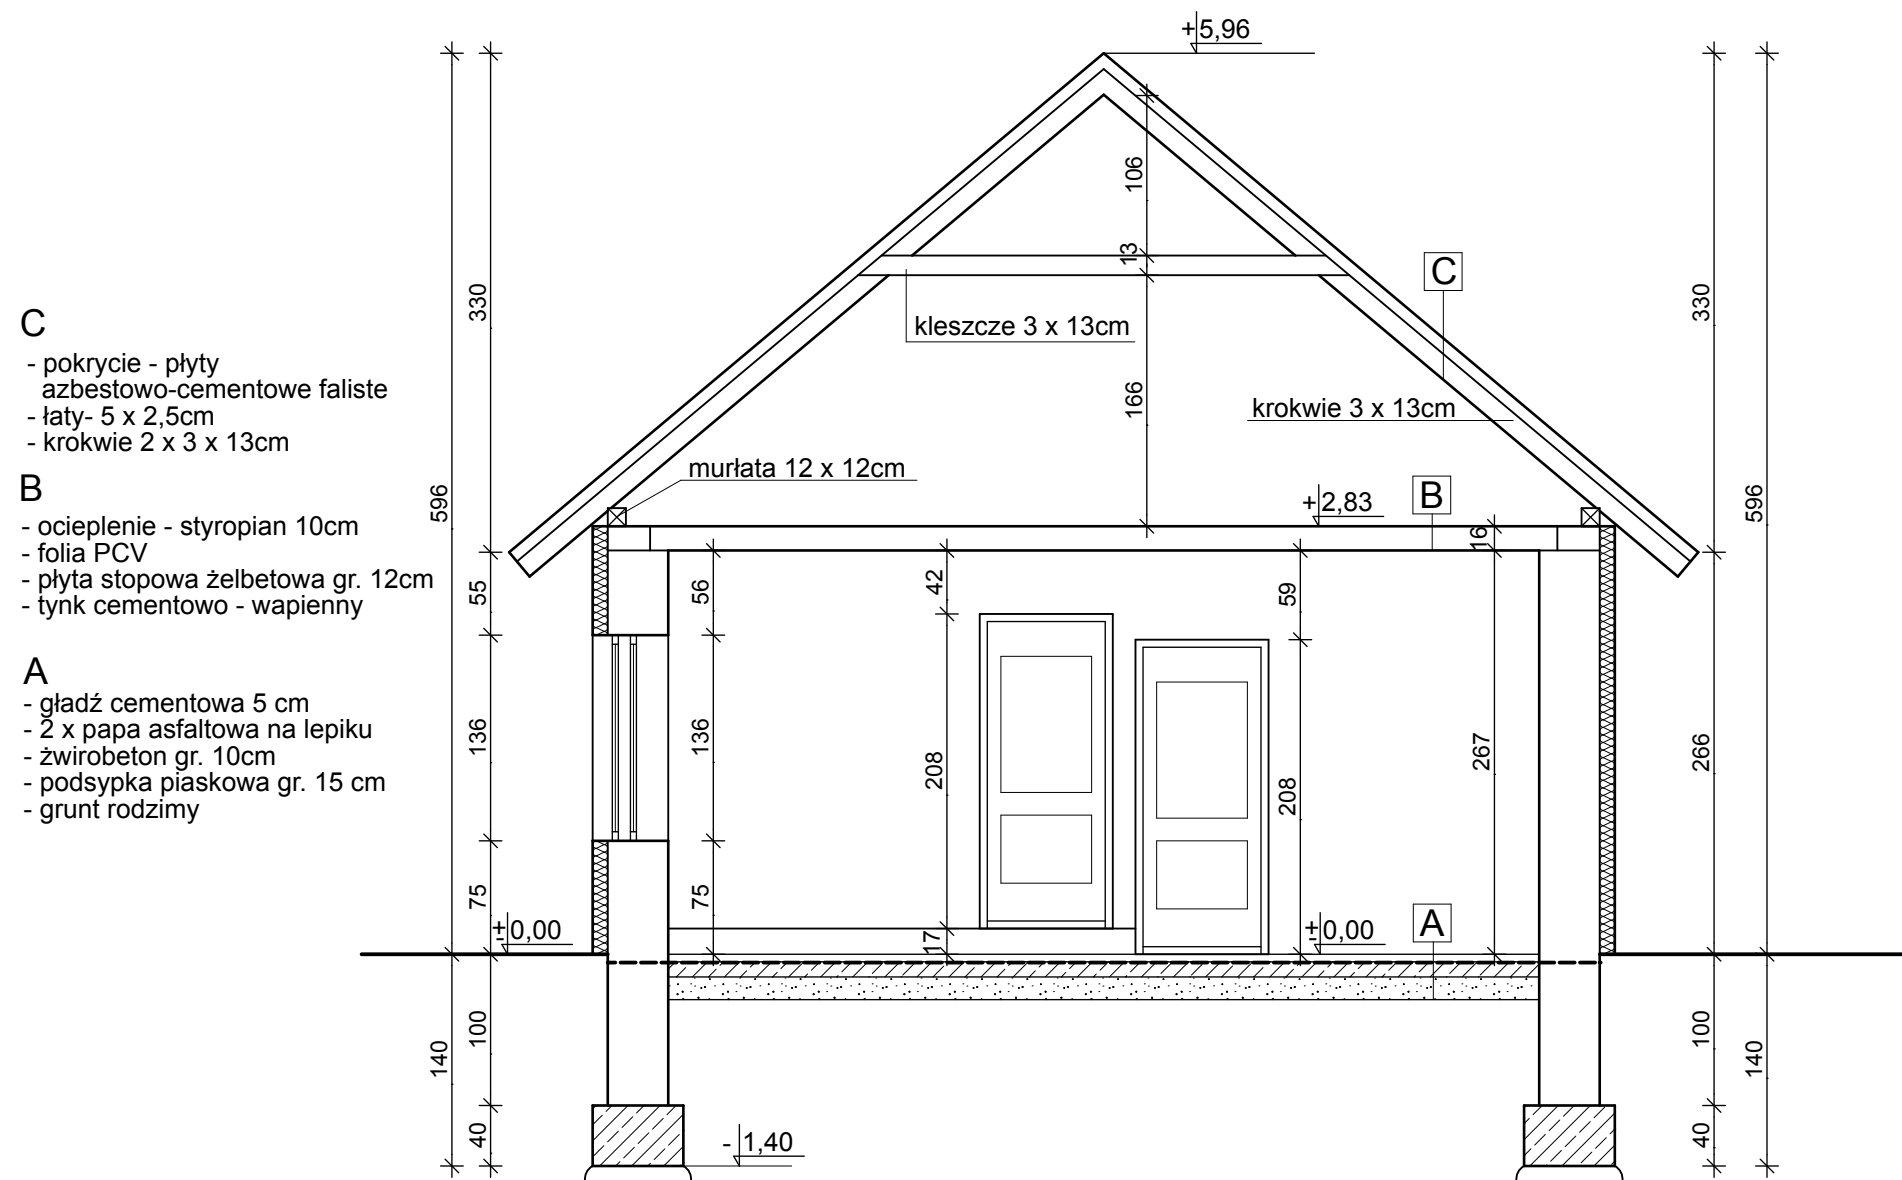 +5,96
C
- pokrycie - płyty
azbestowo-cementowe faliste
- łaty- 5 x 2,5cm
- krokwie 2 x 3 x 13cm
B
- ocieplenie - styropian 10cm
- folia PCV
- płyta stopowa żelbetowa gr. 12cm
- tynk cementowo - wapienny
A
- gładź cementowa 5 cm
- 2 x papa asfaltowa na lepiku
- żwirobeton gr. 10cm
- podsypka piaskowa gr. 15 cm
- grunt rodzimy
596
140
330
55
136
75
100
40
±0,00
56
136
75
42
208
17
106
13
166
kleszcze 3 x 13cm
murłata 12 x 12cm
krokwie 3 x 13cm
C
+2,83
B
16
59
208
267
±0,00
A
- 1,40
330
266
100
40
596
140